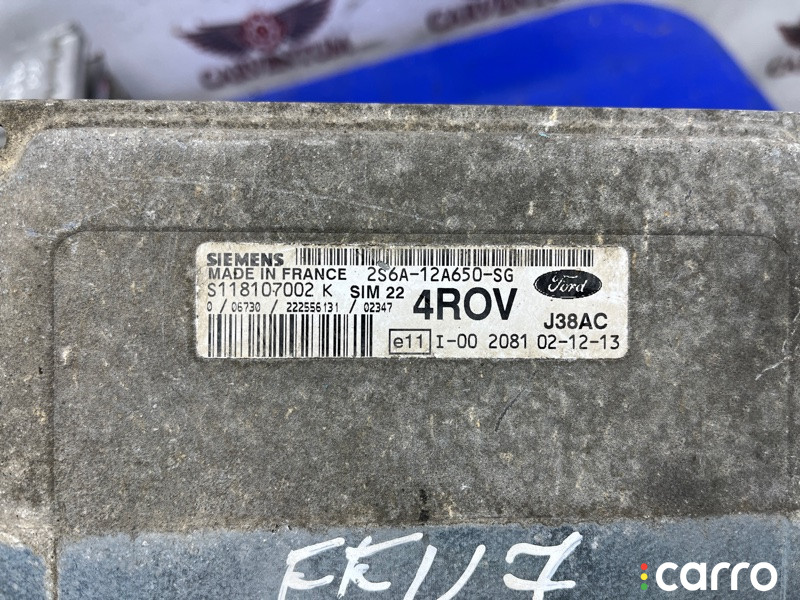 SIEMENS
MADE IN FRANCE 2S6A-12A650-SG
S118107002 K SIM 22 4ROV Ford
0 / 06730 / 222556131 / 02347
J38AC
e11 I-00 2081 02-12-13
FK117
carro